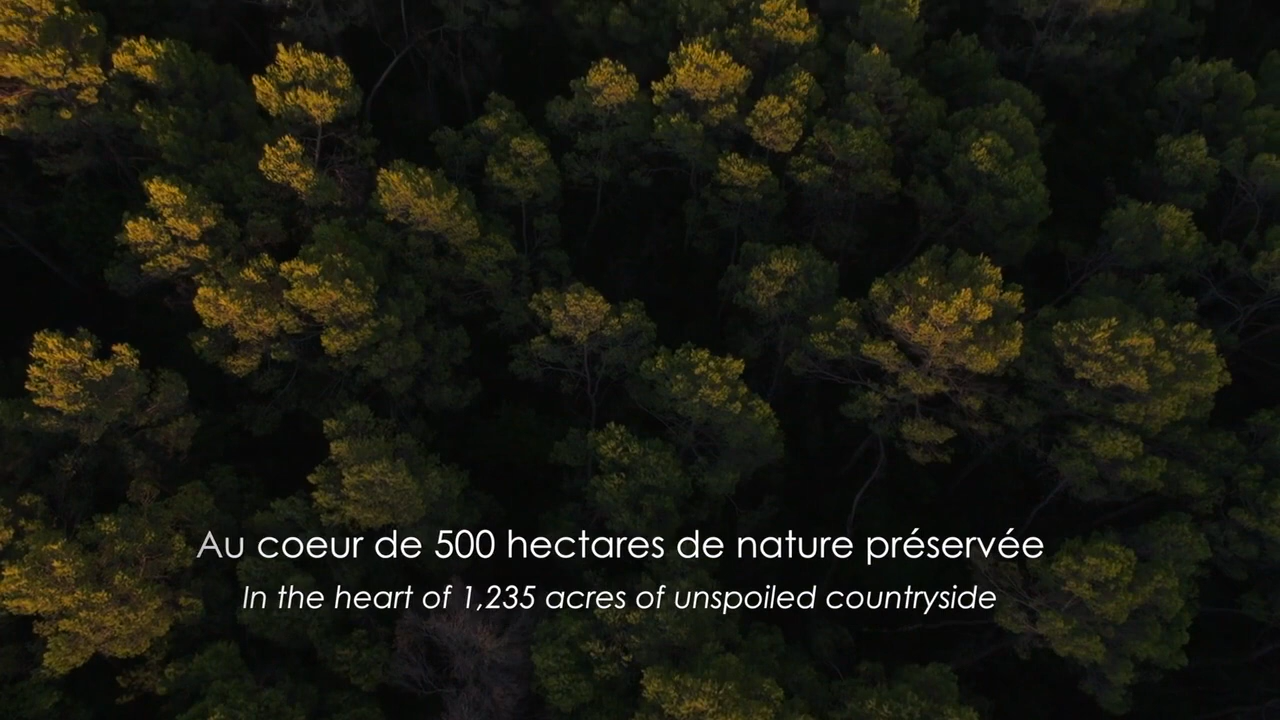 Au coeur de 500 hectares de nature préservée
In the heart of 1,235 acres of unspoiled countryside